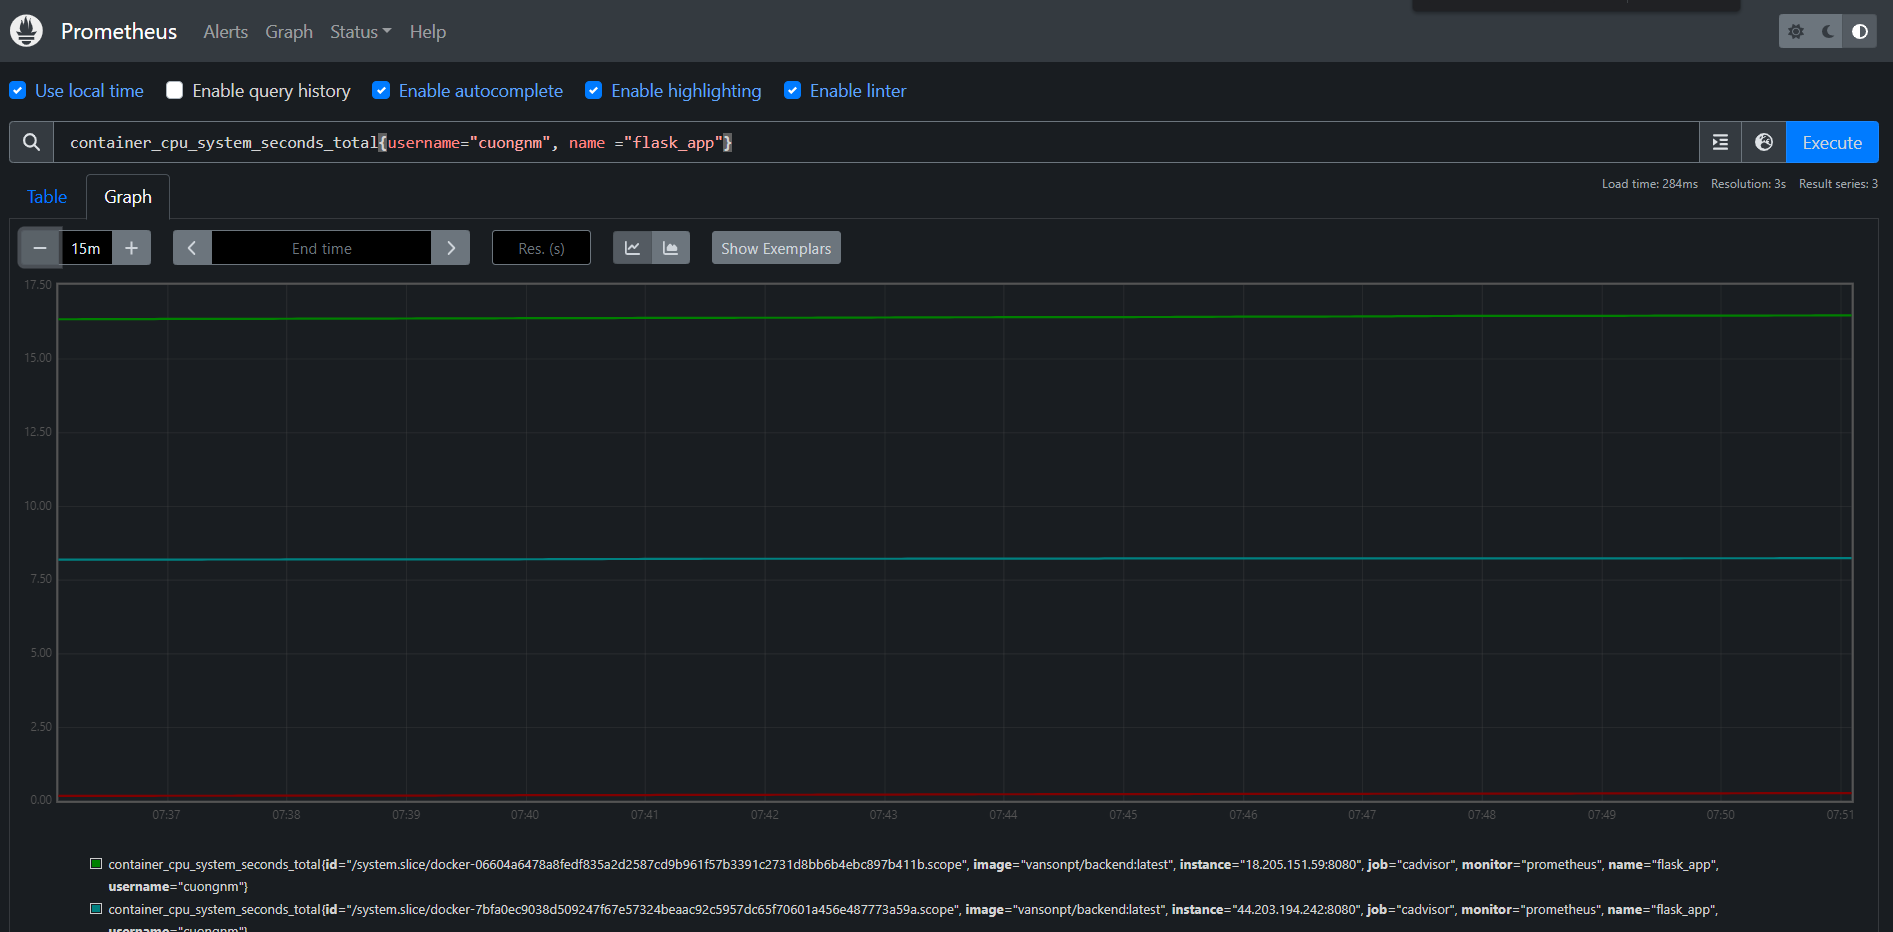 Prometheus Alerts Graph Status Help
Use local time Enable query history Enable autocomplete Enable highlighting Enable linter
container_cpu_system_seconds_total{username="cuongnm", name ="flask_app"}
Execute
Table Graph
Load time: 284ms Resolution: 3s Result series: 3
15m End time Res. (s) Show Exemplars
17.50
15.00
12.50
10.00
7.50
5.00
2.50
0.00
07:37 07:38 07:39 07:40 07:41 07:42 07:43 07:44 07:45 07:46 07:47 07:48 07:49 07:50 07:51
container_cpu_system_seconds_total{id="/system.slice/docker-06604a6478a8fedf835a2d2587cd9b961f57b3391c2731d8bb6b4ebc897b411b.scope", image="vansonpt/backend:latest", instance="18.205.151.59:8080", job="cadvisor", monitor="prometheus", name="flask_app",
username="cuongnm"}
container_cpu_system_seconds_total{id="/system.slice/docker-7bfa0ec9038d509247f67e57324beaac92c5957dc65f70601a456e487773a59a.scope", image="vansonpt/backend:latest", instance="44.203.194.242:8080", job="cadvisor", monitor="prometheus", name="flask_app",
username="cuongnm"}